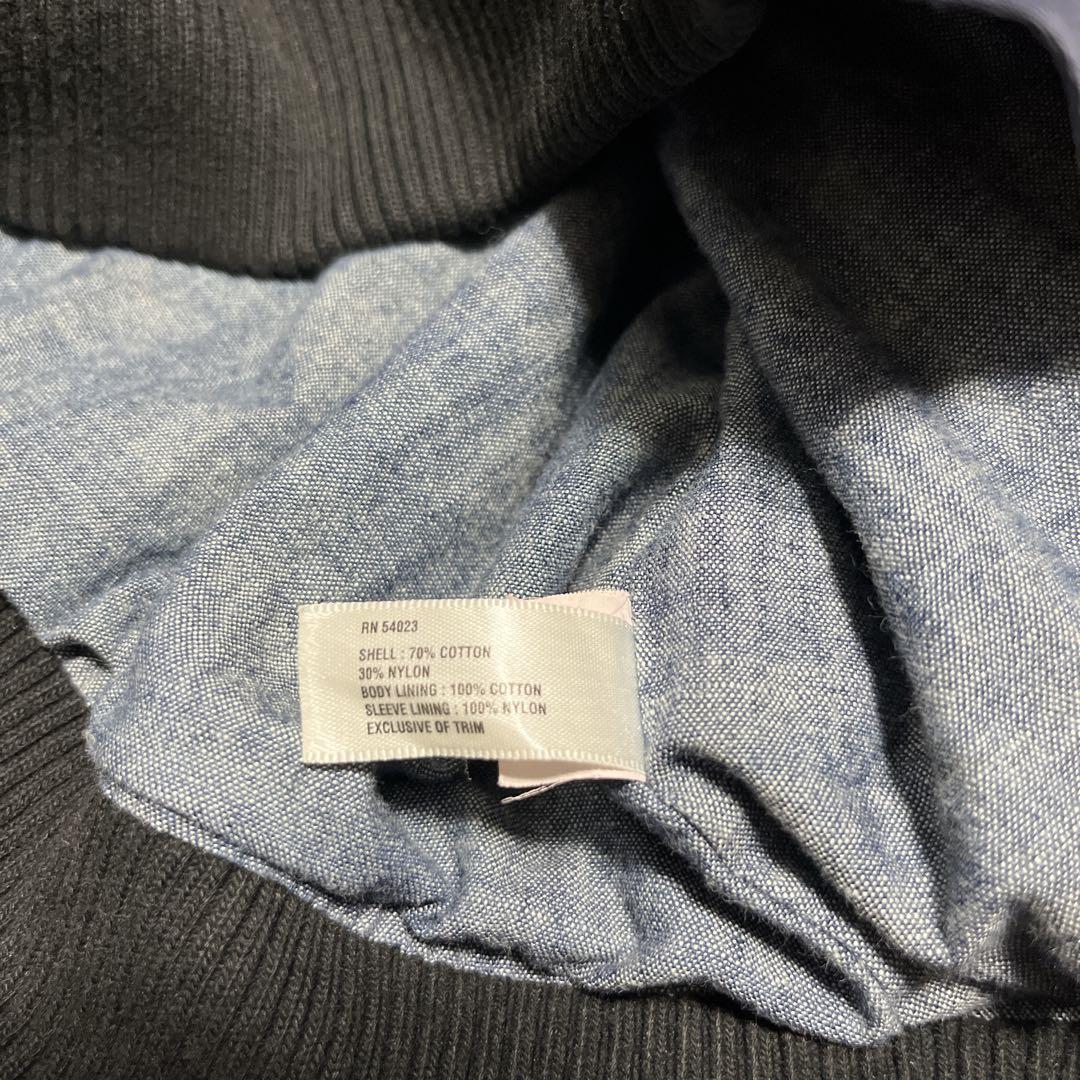 RN 54023
SHELL : 70% COTTON
30% NYLON
BODY LINING : 100% COTTON
SLEEVE LINING : 100% NYLON
EXCLUSIVE OF TRIM